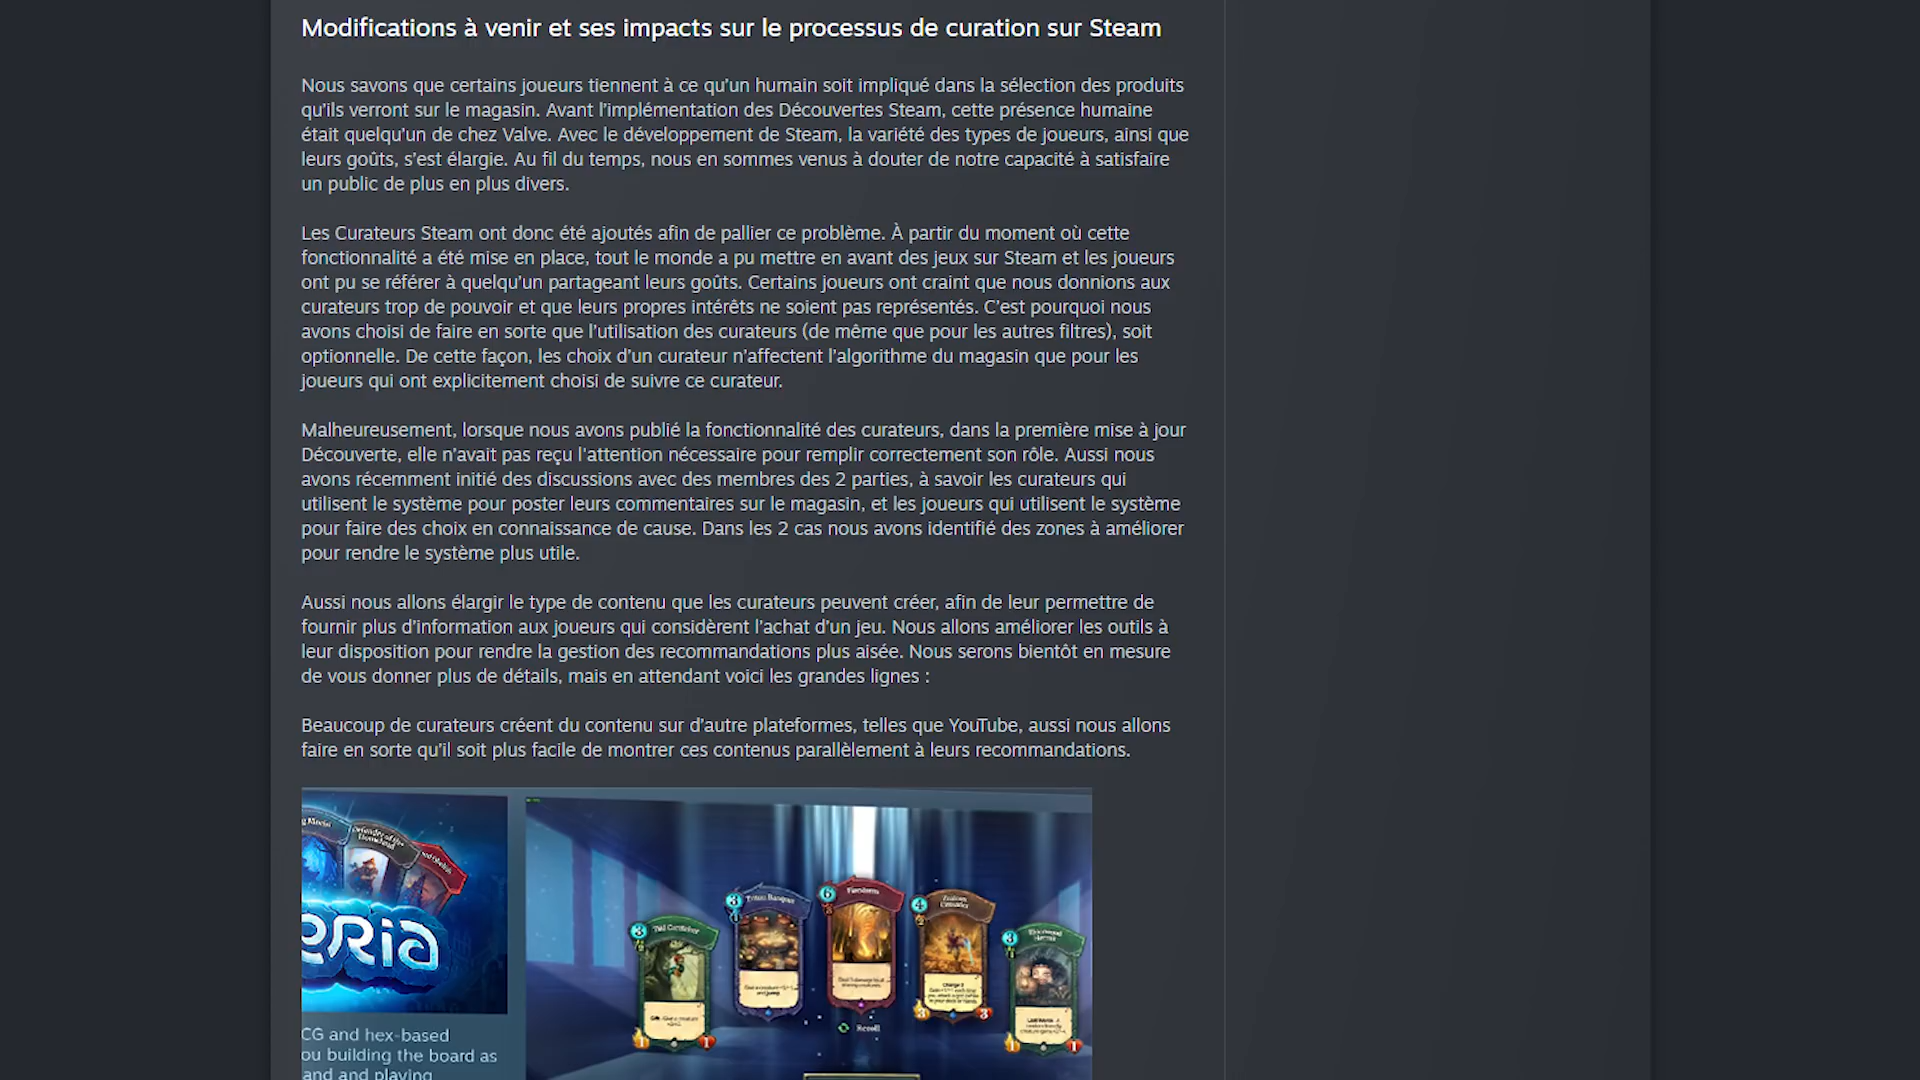 Modifications à venir et ses impacts sur le processus de curation sur Steam
Nous savons que certains joueurs tiennent à ce qu’un humain soit impliqué dans la sélection des produits
qu’ils verront sur le magasin. Avant l’implémentation des Découvertes Steam, cette présence humaine
était quelqu’un de chez Valve. Avec le développement de Steam, la variété des types de joueurs, ainsi que
leurs goûts, s’est élargie. Au fil du temps, nous en sommes venus à douter de notre capacité à satisfaire
un public de plus en plus divers.
Les Curateurs Steam ont donc été ajoutés afin de pallier ce problème. À partir du moment où cette
fonctionnalité a été mise en place, tout le monde a pu mettre en avant des jeux sur Steam et les joueurs
ont pu se référer à quelqu’un partageant leurs goûts. Certains joueurs ont craint que nous donnions aux
curateurs trop de pouvoir et que leurs propres intérêts ne soient pas représentés. C’est pourquoi nous
avons choisi de faire en sorte que l’utilisation des curateurs (de même que pour les autres filtres), soit
optionnelle. De cette façon, les choix d’un curateur n’affectent l’algorithme du magasin que pour les
joueurs qui ont explicitement choisi de suivre ce curateur.
Malheureusement, lorsque nous avons publié la fonctionnalité des curateurs, dans la première mise à jour
Découverte, elle n’avait pas reçu l’attention nécessaire pour remplir correctement son rôle. Aussi nous
avons récemment initié des discussions avec des membres des 2 parties, à savoir les curateurs qui
utilisent le système pour poster leurs commentaires sur le magasin, et les joueurs qui utilisent le système
pour faire des choix en connaissance de cause. Dans les 2 cas nous avons identifié des zones à améliorer
pour rendre le système plus utile.
Aussi nous allons élargir le type de contenu que les curateurs peuvent créer, afin de leur permettre de
fournir plus d’information aux joueurs qui considèrent l’achat d’un jeu. Nous allons améliorer les outils à
leur disposition pour rendre la gestion des recommandations plus aisée. Nous serons bientôt en mesure
de vous donner plus de détails, mais en attendant voici les grandes lignes :
Beaucoup de curateurs créent du contenu sur d’autre plateformes, telles que YouTube, aussi nous allons
faire en sorte qu’il soit plus facile de montrer ces contenus parallèlement à leurs recommandations.
Defender of the
Homeland
eria
CG and hex-based
ou building the board as
and and playing
3
3
6
4
3
Reroll
1 1
3 3
1 1